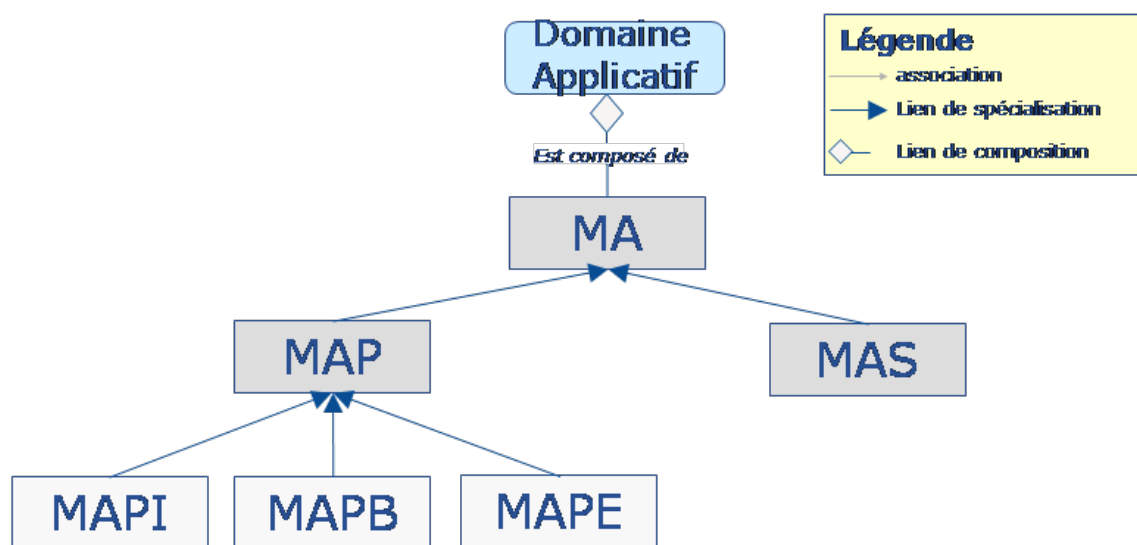 Domaine
Applicatif
Légende
association
Lien de spécialisation
Lien de composition
Est composé de
MA
MAP
MAS
MAPI
MAPB
MAPE